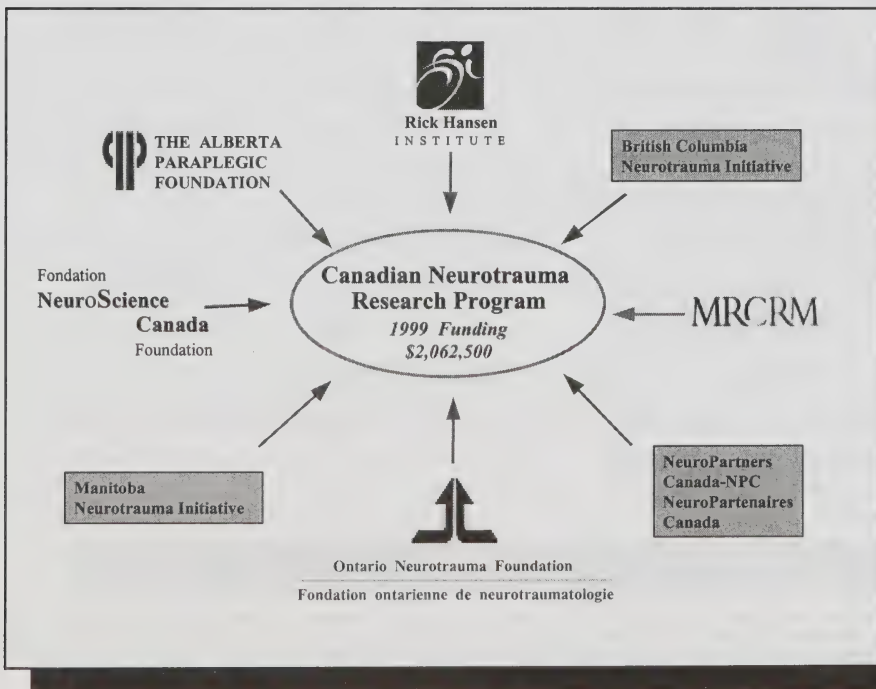 Rick Hansen
INSTITUTE
THE ALBERTA
PARAPLEGIC
FOUNDATION
British Columbia
Neurotrauma Initiative
Fondation
NeuroScience
Canada
Foundation
Canadian Neurotrauma
Research Program
1999 Funding
$2,062,500
MRCRM
Manitoba
Neurotrauma Initiative
NeuroPartners
Canada-NPC
NeuroPartenaires
Canada
Ontario Neurotrauma Foundation
Fondation ontarienne de neurotraumatologie